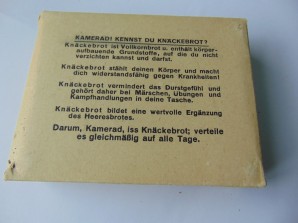 KAMERAD! KENNST DU KNÄCKEBROT?
Knäckebrot ist Vollkornbrot u. enthält körper-
aufbauende Grundstoffe, auf die du nicht
verzichten kannst und darfst.
Knäckebrot stählt deinen Körper und macht
dich widerstandsfähig gegen Krankheiten!
Knäckebrot vermindert das Durstgefühl und
gehört daher bei Märschen, Übungen und
Kampfhandlungen in deine Tasche.
Knäckebrot bildet eine wertvolle Ergänzung
des Heeresbrotes.
Darum, Kamerad, iss Knäckebrot; verteile
es gleichmäßig auf alle Tage.